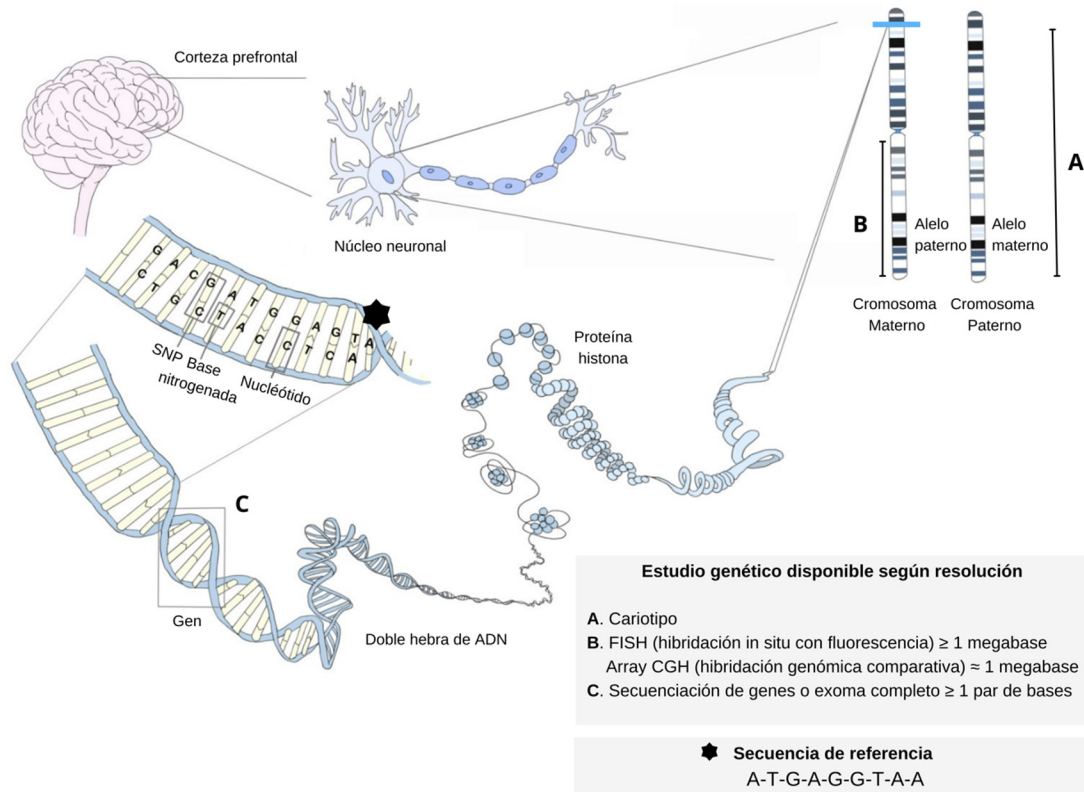 Corteza prefrontal
Núcleo neuronal
A
B
Alelo
paterno
Alelo
materno
Cromosoma
Materno
Cromosoma
Paterno
G A C G A T G G A G T A
C T G C T A C C T C A
SNP Base
nitrogenada
Nucléótido
Proteína
histona
C
Gen
Doble hebra de ADN
Estudio genético disponible según resolución
A. Cariotipo
B. FISH (hibridación in situ con fluorescencia) ≥ 1 megabase
Array CGH (hibridación genómica comparativa) ≈ 1 megabase
C. Secuenciación de genes o exoma completo ≥ 1 par de bases
Secuencia de referencia
A-T-G-A-G-G-T-A-A